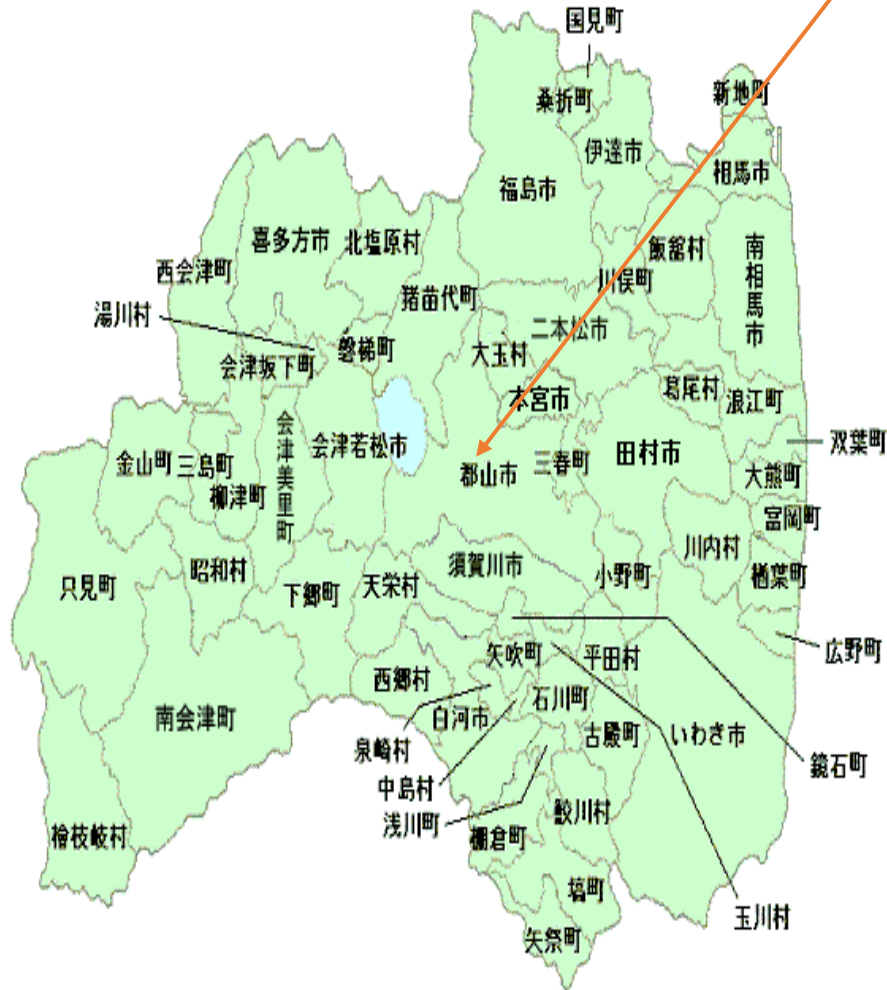 国見町
桑折町
新地町
伊達市
相馬市
福島市
喜多方市
北塩原村
飯舘村
南相馬市
西会津町
川俣町
猪苗代町
湯川村
二本松市
磐梯町
大玉村
会津坂下町
葛尾村
本宮市
浪江町
会津美里町
会津若松市
双葉町
田村市
金山町
三島町
郡山市
三春町
大熊町
柳津町
富岡町
川内村
須賀川市
昭和村
小野町
楢葉町
只見町
下郷町
天栄村
広野町
矢吹町
平田村
西郷村
石川町
南会津町
白河市
古殿町
いわき市
泉崎村
鏡石町
中島村
浅川町
鮫川村
檜枝岐村
棚倉町
塙町
玉川村
矢祭町